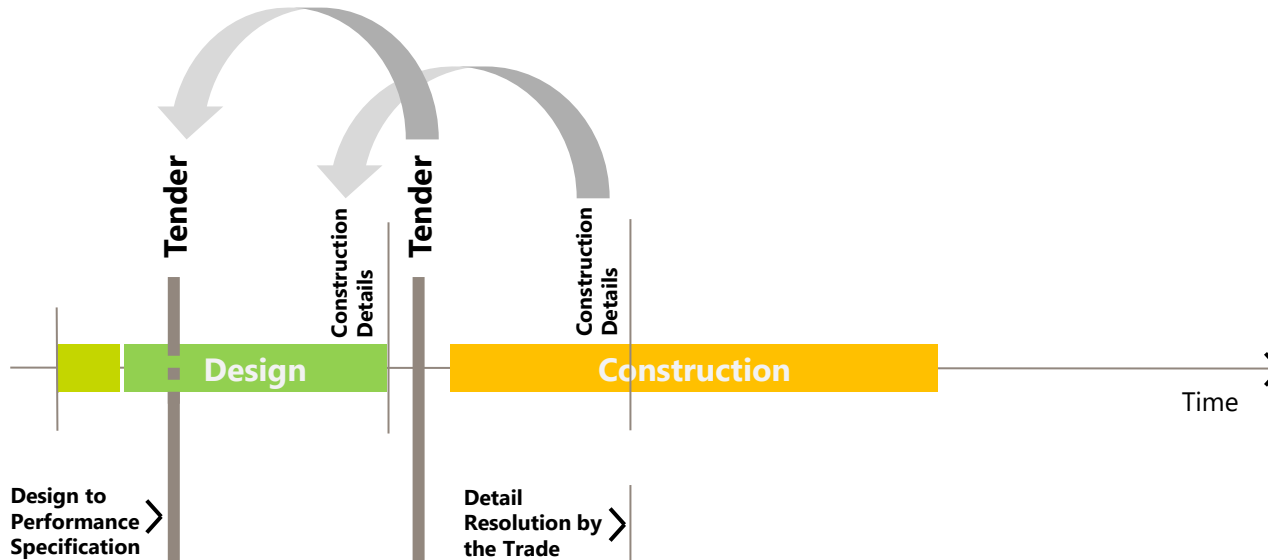 Tender
Construction
Details
Tender
Construction
Details
Design
Construction
Time
Design to
Performance
Specification
Detail
Resolution by
the Trade